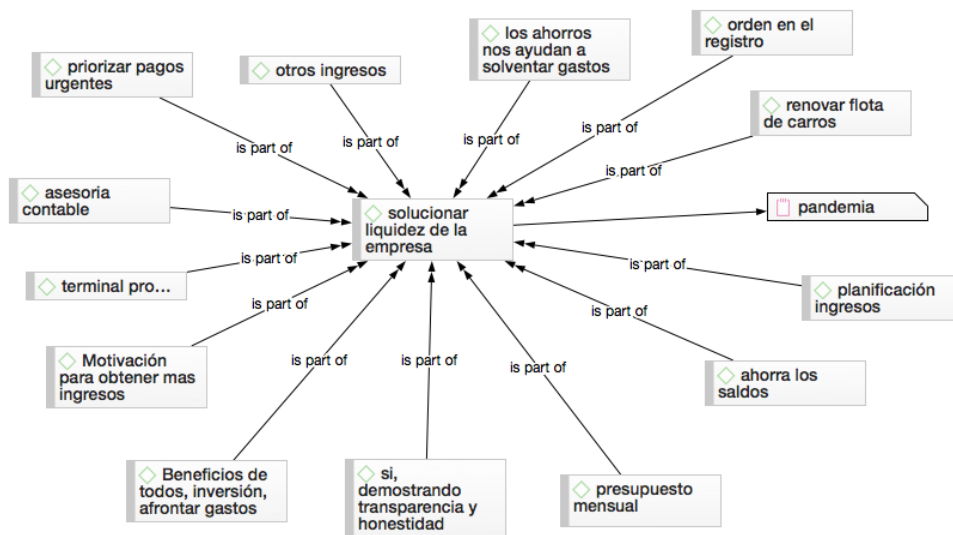 los ahorros
nos ayudan a
solventar gastos
orden en el
registro
priorizar pagos
urgentes
otros ingresos
renovar flota
de carros
is part of
is part of
is part of
is part of
is part of
asesoria
contable
is part of
solucionar
liquidez de la
empresa
pandemia
terminal pro...
is part of
is part of
planificación
ingresos
is part of
is part of
Motivación
para obtener mas
ingresos
is part of
is part of
is part of
ahorra los
saldos
Beneficios de
todos, inversión,
afrontar gastos
si,
demostrando
transparencia y
honestidad
presupuesto
mensual